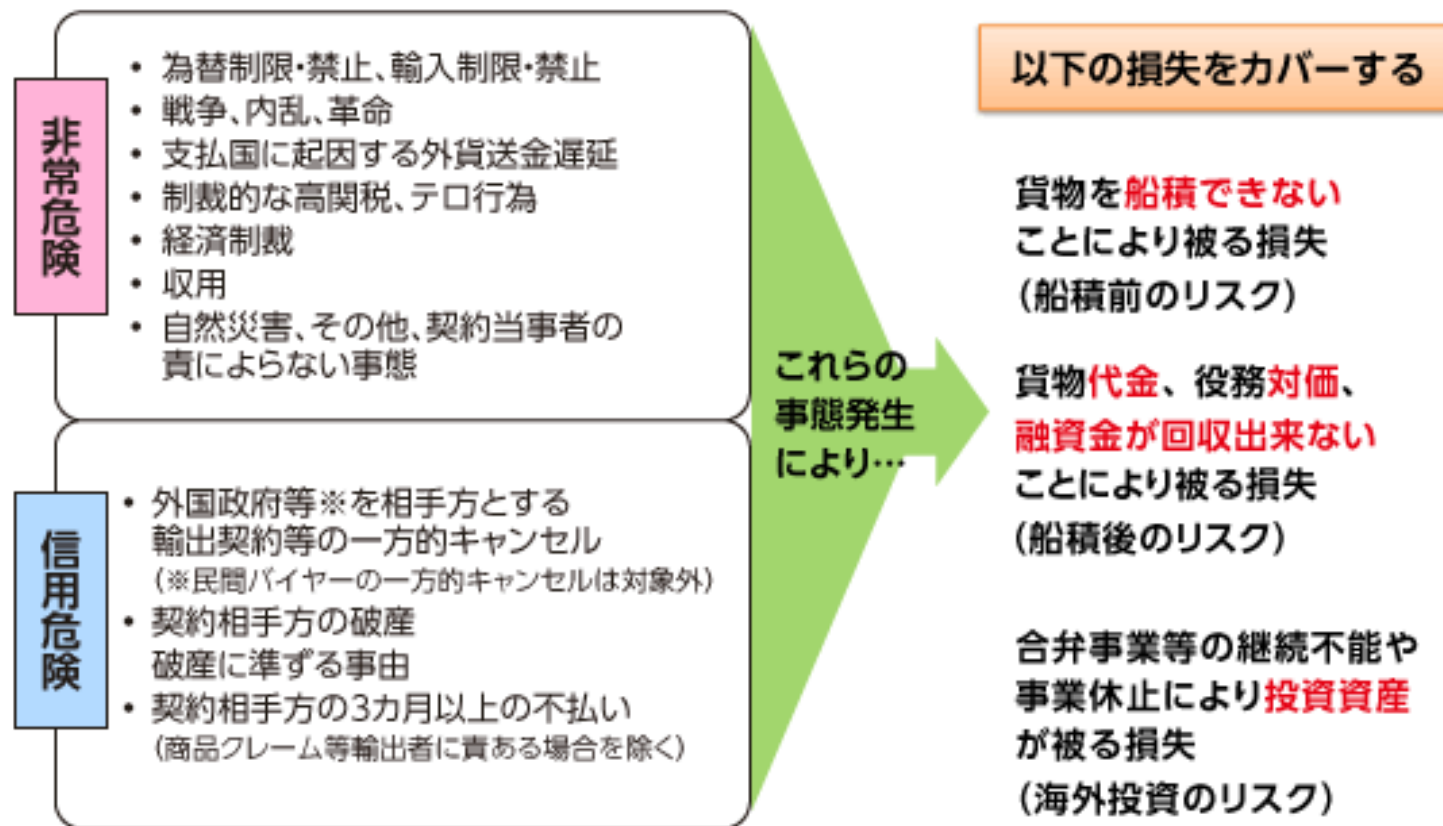 非常危険
・為替制限・禁止、輸入制限・禁止
・戦争、内乱、革命
・支払国に起因する外貨送金遅延
・制裁的な高関税、テロ行為
・経済制裁
・収用
・自然災害、その他、契約当事者の
責によらない事態
信用危険
・外国政府等※を相手方とする
輸出契約等の一方的キャンセル
（※民間バイヤーの一方的キャンセルは対象外）
・契約相手方の破産
破産に準ずる事由
・契約相手方の3カ月以上の不払い
（商品クレーム等輸出者に責ある場合を除く）
これらの
事態発生
により…
以下の損失をカバーする
貨物を船積できない
ことにより被る損失
（船積前のリスク）
貨物代金、役務対価、
融資金が回収出来ない
ことにより被る損失
（船積後のリスク）
合弁事業等の継続不能や
事業休止により投資資産
が被る損失
（海外投資のリスク）